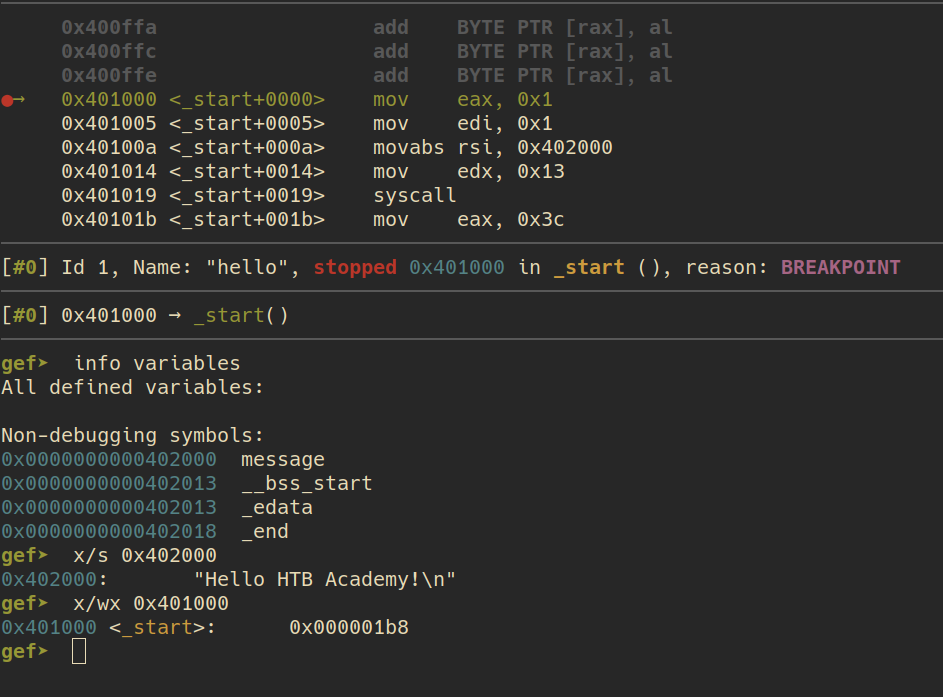 0x400ffa                  add    BYTE PTR [rax], al
0x400ffc                  add    BYTE PTR [rax], al
0x400ffe                  add    BYTE PTR [rax], al
●→   0x401000 <_start+0000>    mov    eax, 0x1
0x401005 <_start+0005>    mov    edi, 0x1
0x40100a <_start+000a>    movabs rsi, 0x402000
0x401014 <_start+0014>    mov    edx, 0x13
0x401019 <_start+0019>    syscall
0x40101b <_start+001b>    mov    eax, 0x3c
[#0] Id 1, Name: "hello", stopped 0x401000 in _start (), reason: BREAKPOINT
[#0] 0x401000 → _start()
gef➤  info variables
All defined variables:
Non-debugging symbols:
0x0000000000402000  message
0x0000000000402013  __bss_start
0x0000000000402013  _edata
0x0000000000402018  _end
gef➤  x/s 0x402000
0x402000:       "Hello HTB Academy!\n"
gef➤  x/wx 0x401000
0x401000 <_start>:      0x000001b8
gef➤